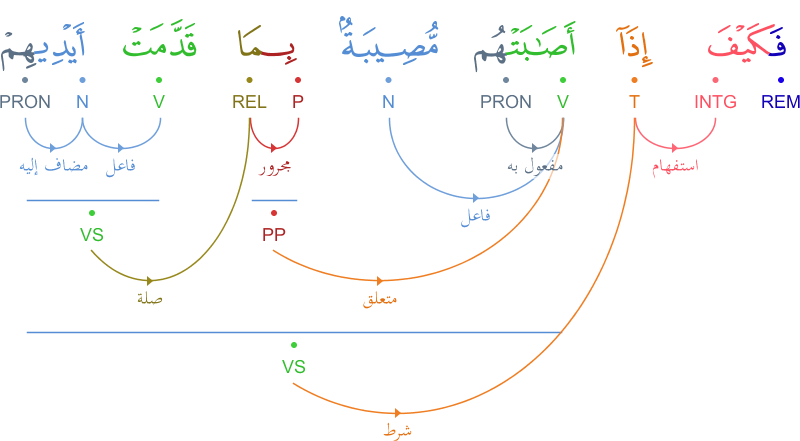 فَكَيْفَ إِذَآ أَصَـٰبَتْهُم مُّصِيبَةٌۢ بِمَا قَدَّمَتْ أَيْدِيهِمْ
REM INTG T V PRON N P REL V N PRON
استفهام مفعول به مجرور فاعل مضاف إليه
فاعل
PP VS
متعلق صلة
VS
شرط